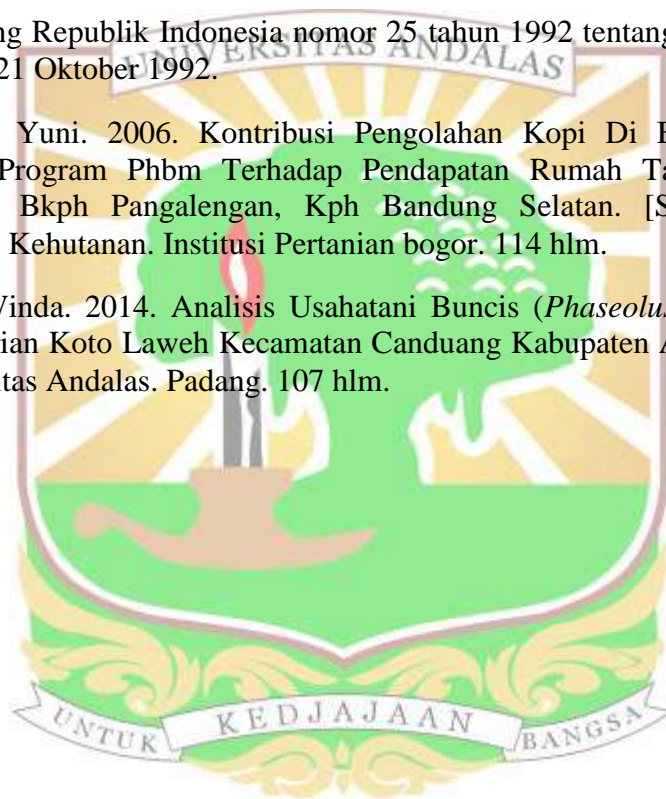 ng Republik Indonesia nomor 25 tahun 1992 tentang
UNIVERSITAS ANDALAS
21 Oktober 1992.
Yuni. 2006. Kontribusi Pengolahan Kopi Di
Program Phbm Terhadap Pendapatan Rumah
Bkph Pangalengan, Kph Bandung Selatan.
Kehutanan. Institusi Pertanian bogor. 114 hlm.
Winda. 2014. Analisis Usahatani Buncis (Phaseolus
ian Koto Laweh Kecamatan Canduang Kabupaten
itas Andalas. Padang. 107 hlm.
UNTUK KEDJAJAAN BANGSA